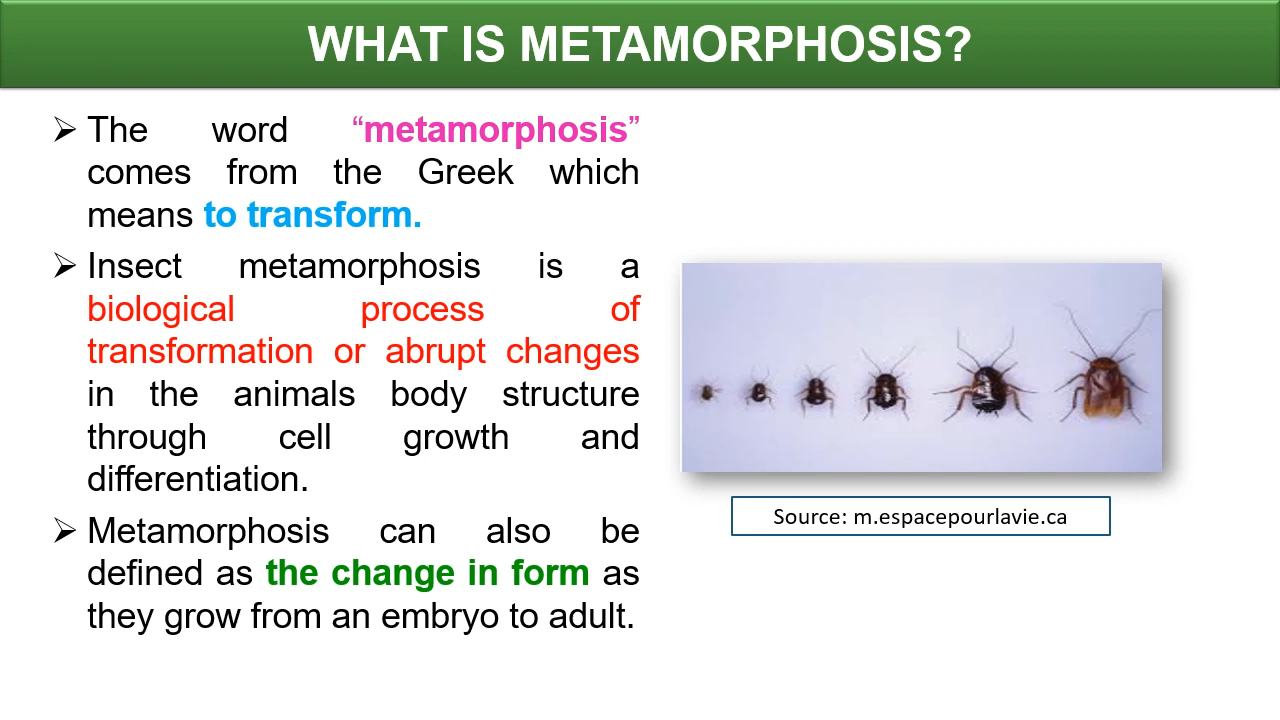 WHAT IS METAMORPHOSIS?
The word “metamorphosis”
comes from the Greek which
means to transform.
Insect metamorphosis is a
biological process of
transformation or abrupt changes
in the animals body structure
through cell growth and
differentiation.
Metamorphosis can also be
defined as the change in form as
they grow from an embryo to adult.
Source: m.espacepourlavie.ca